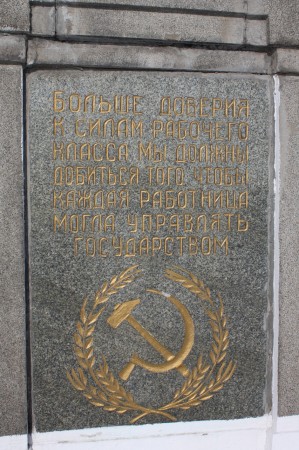 БОЛЬШЕ ДОВЕРИЯ
К СИЛАМ РАБОЧЕГО
КЛАССА. МЫ ДОЛЖНЫ
ДОБИТЬСЯ ТОГО, ЧТОБЫ
КАЖДАЯ РАБОТНИЦА
МОГЛА УПРАВЛЯТЬ
ГОСУДАРСТВОМ